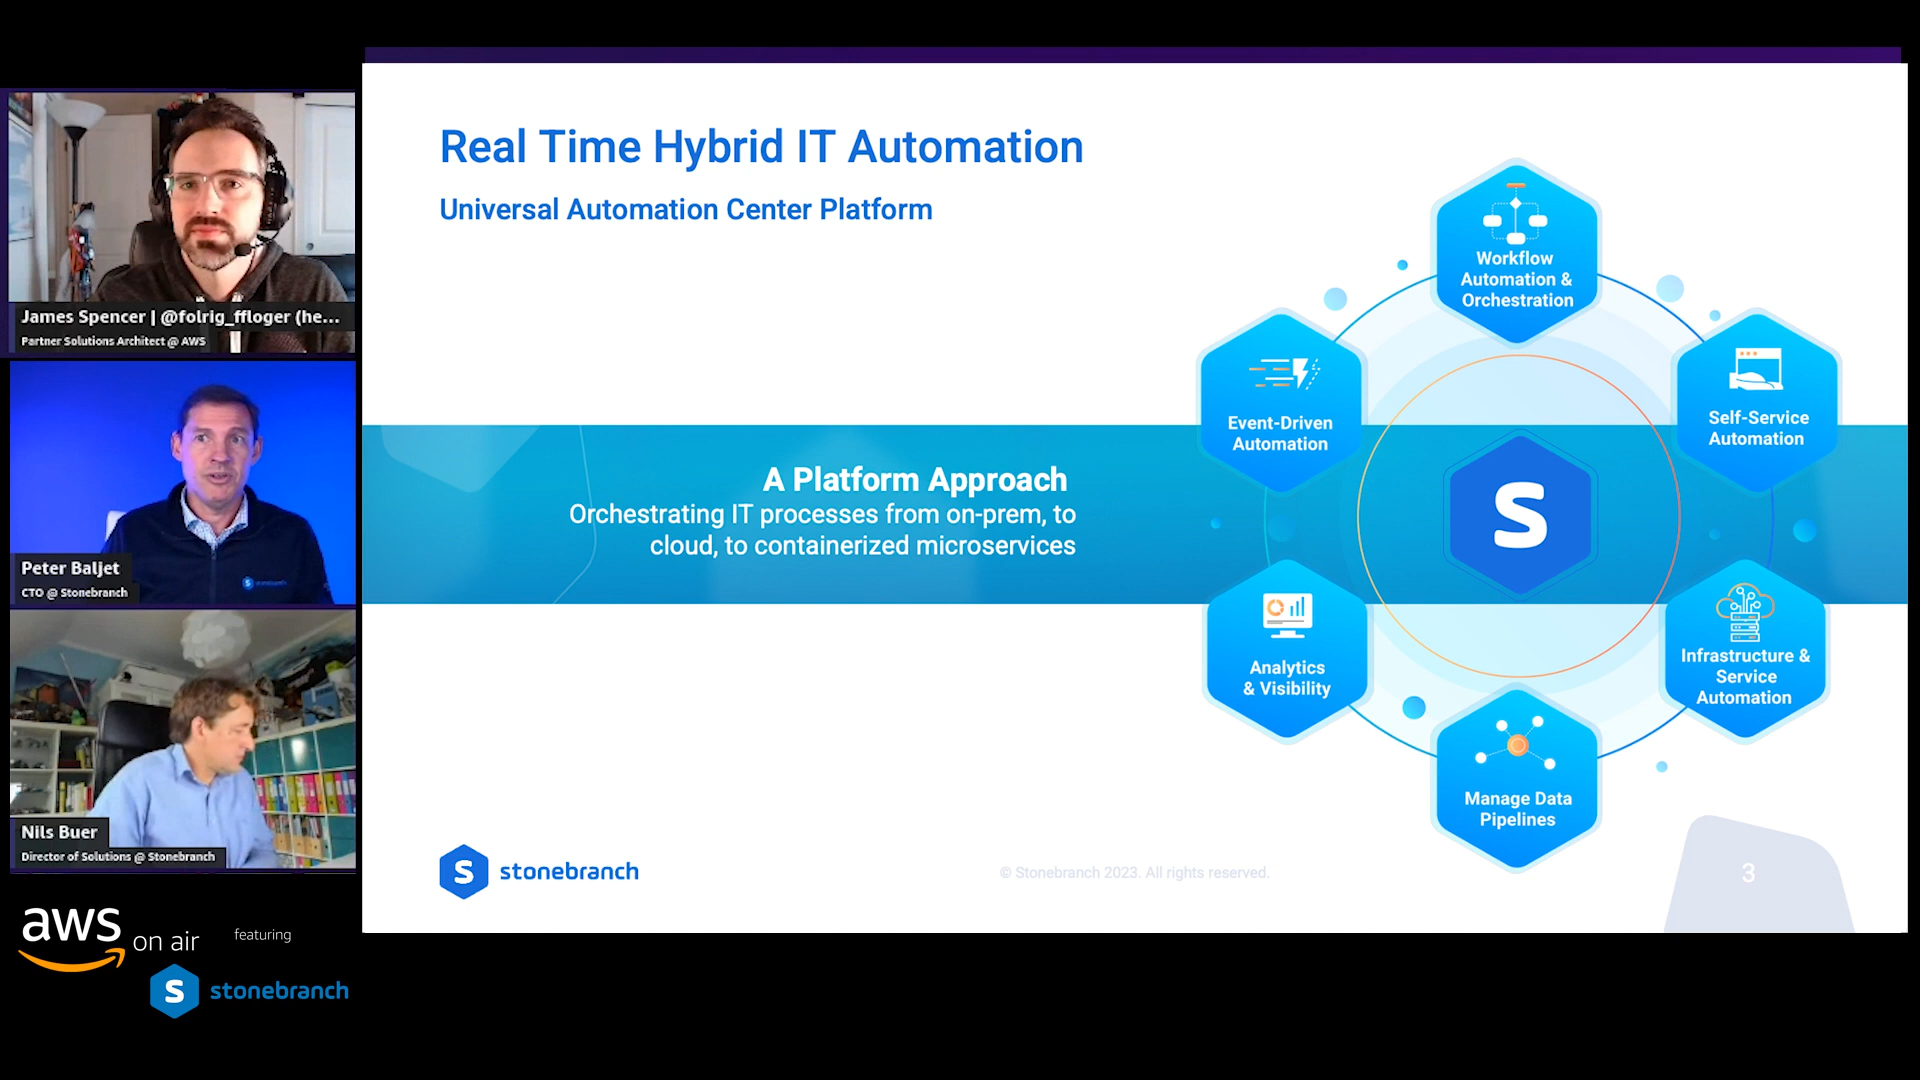 James Spencer | @folrig_ffloger (he...
Partner Solutions Architect @ AWS
Peter Baljet
CTO @ Stonebranch
stonebranch
Nils Buer
Director of Solutions @ Stonebranch
aws on air
featuring
S stonebranch
Real Time Hybrid IT Automation
Universal Automation Center Platform
A Platform Approach
Orchestrating IT processes from on-prem, to
cloud, to containerized microservices
Workflow
Automation &
Orchestration
Event-Driven
Automation
Self-Service
Automation
S
Analytics
& Visibility
Infrastructure &
Service
Automation
Manage Data
Pipelines
S stonebranch
© Stonebranch 2023. All rights reserved.
3